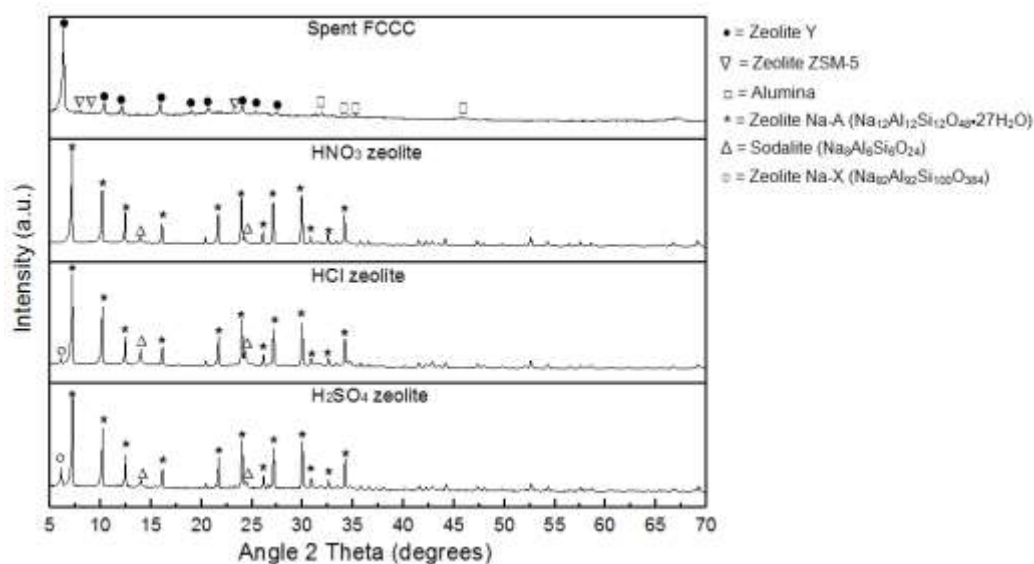 Spent FCCC
HNO₃ zeolite
HCl zeolite
H₂SO₄ zeolite
Intensity (a.u.)
5 10 15 20 25 30 35 40 45 50 55 60 65 70
Angle 2 Theta (degrees)
● = Zeolite Y
▽ = Zeolite ZSM-5
□ = Alumina
* = Zeolite Na-A (Na₁₂Al₁₂Si₁₂O₄₈•27H₂O)
Δ = Sodalite (Na₈Al₆Si₆O₂₄)
○ = Zeolite Na-X (Na₉₂Al₉₂Si₁₀₀O₃₈₄)